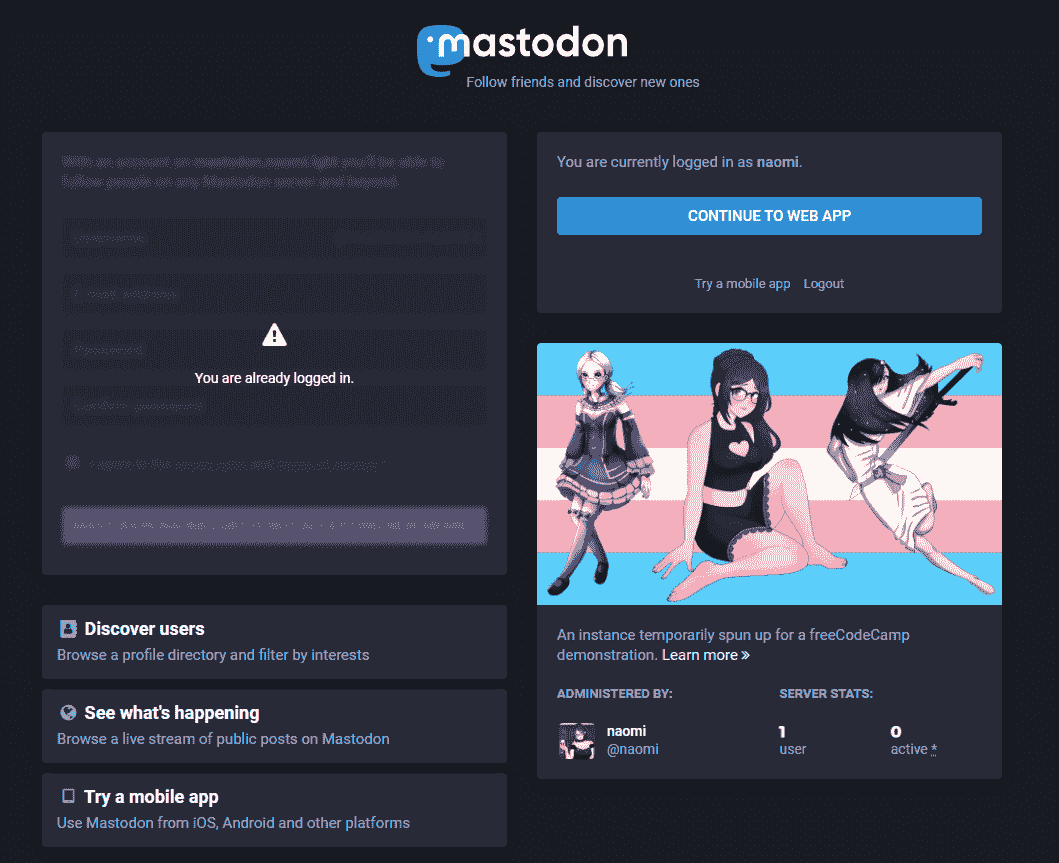 mastodon
Follow friends and discover new ones
You are already logged in.
Discover users
Browse a profile directory and filter by interests
See what's happening
Browse a live stream of public posts on Mastodon
Try a mobile app
Use Mastodon from iOS, Android and other platforms
You are currently logged in as naomi.
CONTINUE TO WEB APP
Try a mobile app Logout
An instance temporarily spun up for a freeCodeCamp
demonstration. Learn more »
ADMINISTERED BY: SERVER STATS:
naomi 1 0
@naomi user active *